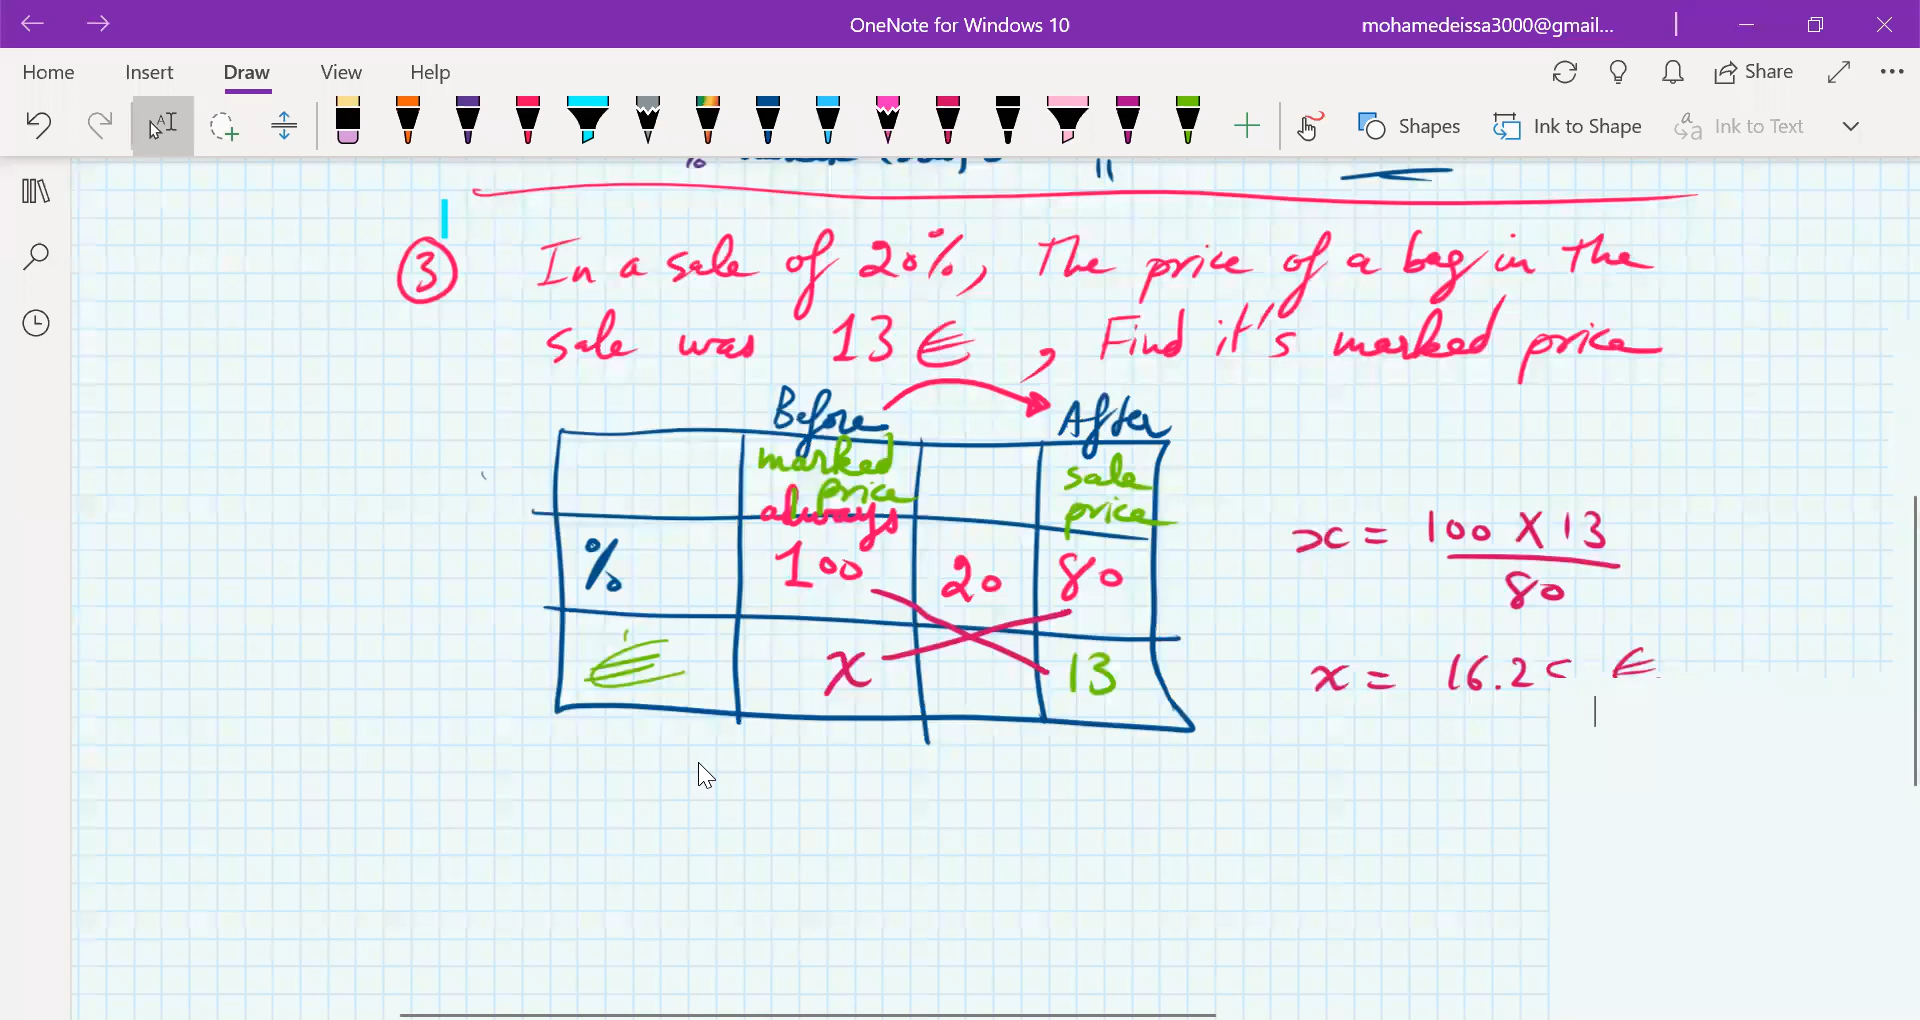 OneNote for Windows 10
mohamedeissa3000@gmail...
Home Insert Draw View Help
Share
Shapes Ink to Shape Ink to Text
③ In a sale of 20%, The price of a bag in the
sale was 13 €, Find it's marked price
Before After
marked price sale price
always
% 100 20 80
€ x 13
x = 100 X 13
80
x = 16.25 €